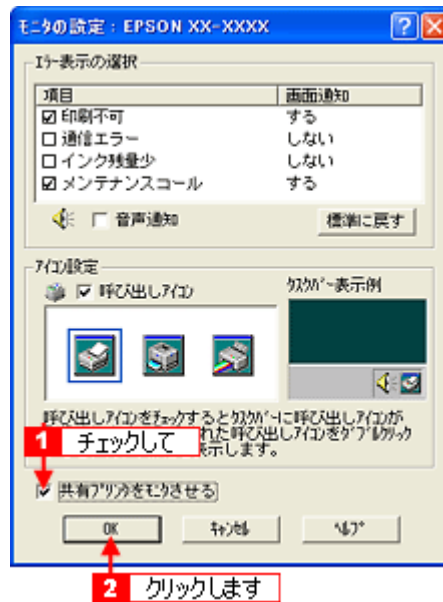 モニタの設定：EPSON XX-XXXX
エラー表示の選択
項目 画面通知
印刷不可 する
通信エラー しない
インク残量少 しない
メンテナンスコール する
音声通知 標準に戻す
アイコン設定
呼び出しアイコン
タスクバー表示例
呼び出しアイコンをチェックするとタスクバーに呼び出しアイコンが
れた呼び出しアイコンをダブルクリック
示します。
1 チェックして
共有プリンタをモニタさせる
OK キャンセル ヘルプ
2 クリックします